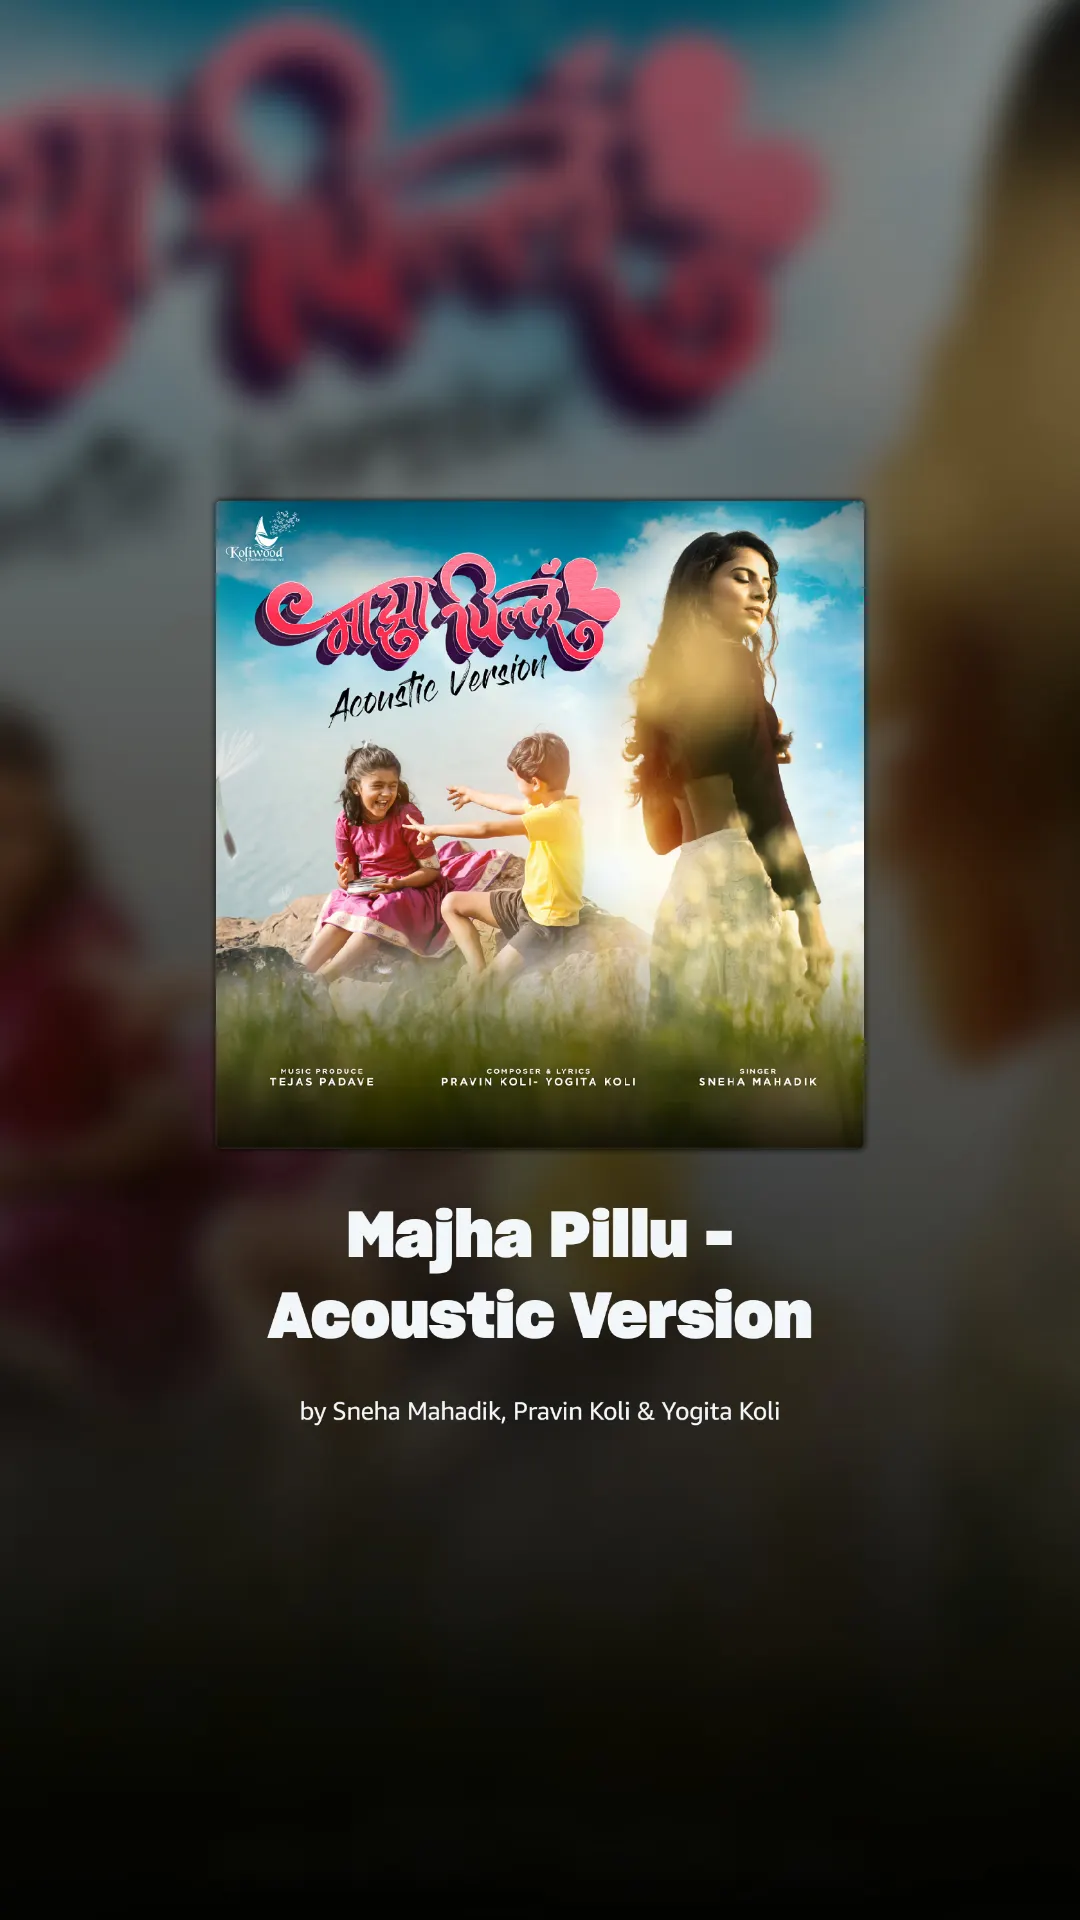 Koliwood
माझा पिल्लू
Acoustic Version
MUSIC PRODUCE
TEJAS PADAVE
COMPOSER & LYRICS
PRAVIN KOLI- YOGITA KOLI
SINGER
SNEHA MAHADIK
Majha Pillu -
Acoustic Version
by Sneha Mahadik, Pravin Koli & Yogita Koli